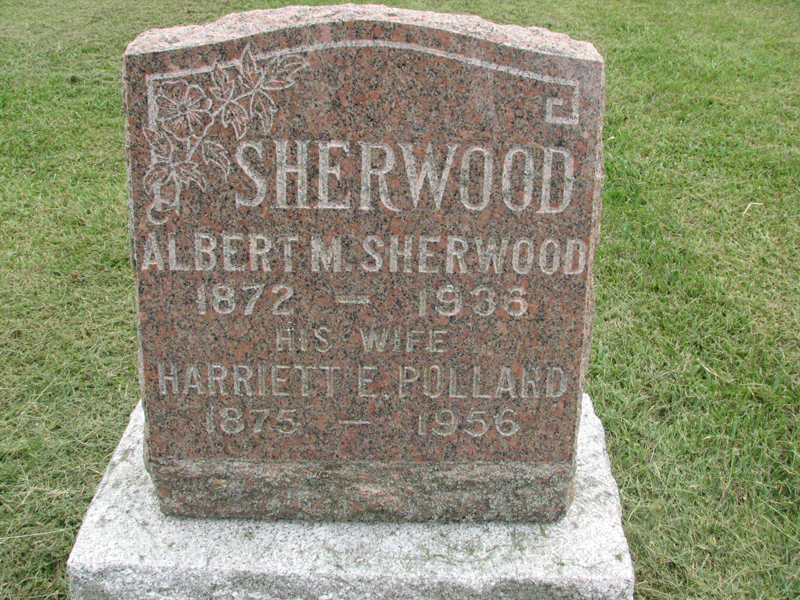 SHERWOOD
ALBERT M. SHERWOOD
1872 — 1936
HIS WIFE
HARRIETT E. POLLARD
1875 — 1956